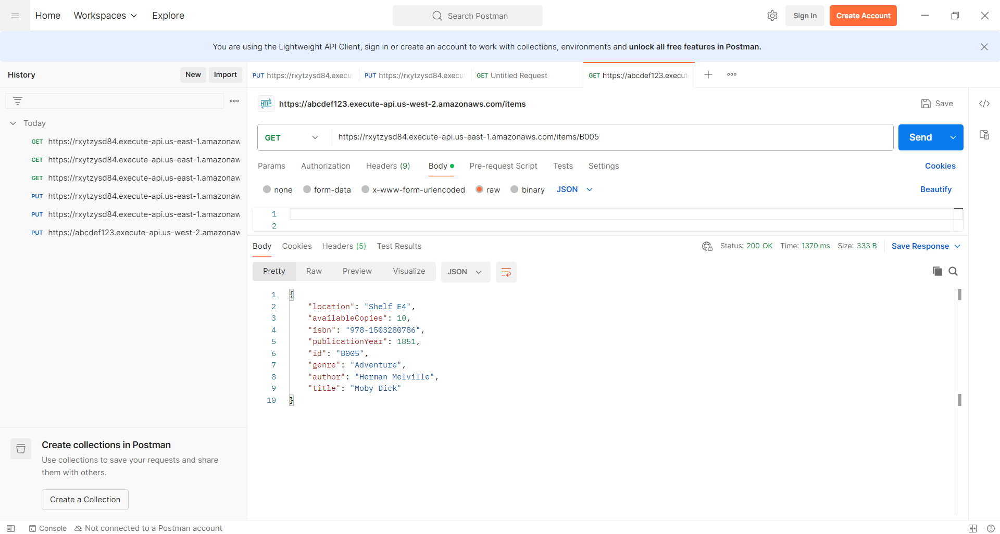 Home Workspaces Explore Search Postman Sign In Create Account
You are using the Lightweight API Client, sign in or create an account to work with collections, environments and unlock all free features in Postman.
History New Import
Today
GET https://rxytzysd84.execute-api.us-east-1.amazonaw
GET https://rxytzysd84.execute-api.us-east-1.amazonaw
GET https://rxytzysd84.execute-api.us-east-1.amazonaw
PUT https://rxytzysd84.execute-api.us-east-1.amazonaw
PUT https://rxytzysd84.execute-api.us-east-1.amazonaw
PUT https://abcdef123.execute-api.us-west-2.amazonaw
Create collections in Postman
Use collections to save your requests and share
them with others.
Create a Collection
PUT https://rxytzysd84.execu PUT https://rxytzysd84.execu GET Untitled Request GET https://abcdef123.execut
HTTP https://abcdef123.execute-api.us-west-2.amazonaws.com/items Save
GET https://rxytzysd84.execute-api.us-east-1.amazonaws.com/items/B005 Send
Params Authorization Headers (9) Body Pre-request Script Tests Settings Cookies
none form-data x-www-form-urlencoded raw binary JSON Beautify
1
2
Body Cookies Headers (5) Test Results Status: 200 OK Time: 1370 ms Size: 333 B Save Response
Pretty Raw Preview Visualize JSON
1 {
2 "location": "Shelf E4",
3 "availableCopies": 10,
4 "isbn": "978-1503280786",
5 "publicationYear": 1851,
6 "id": "B005",
7 "genre": "Adventure",
8 "author": "Herman Melville",
9 "title": "Moby Dick"
10 }
Console Not connected to a Postman account